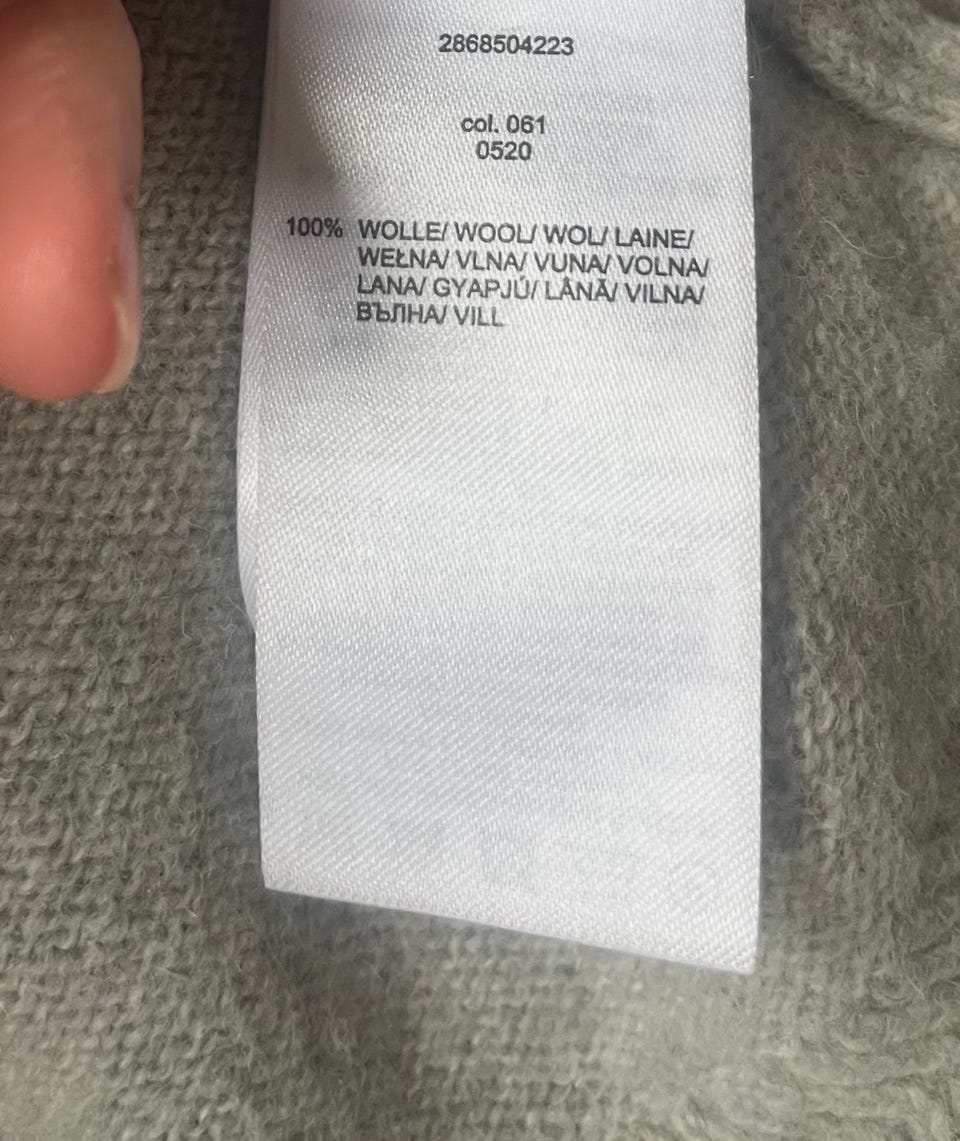 2868504223
col. 061
0520
100% WOLLE/ WOOL/ WOL/ LAINE/
WEŁNA/ VLNA/ VUNA/ VOLNA/
LANA/ GYAPJÚ/ LÂNĂ/ VILNA/
ВЪЛНА/ VILL